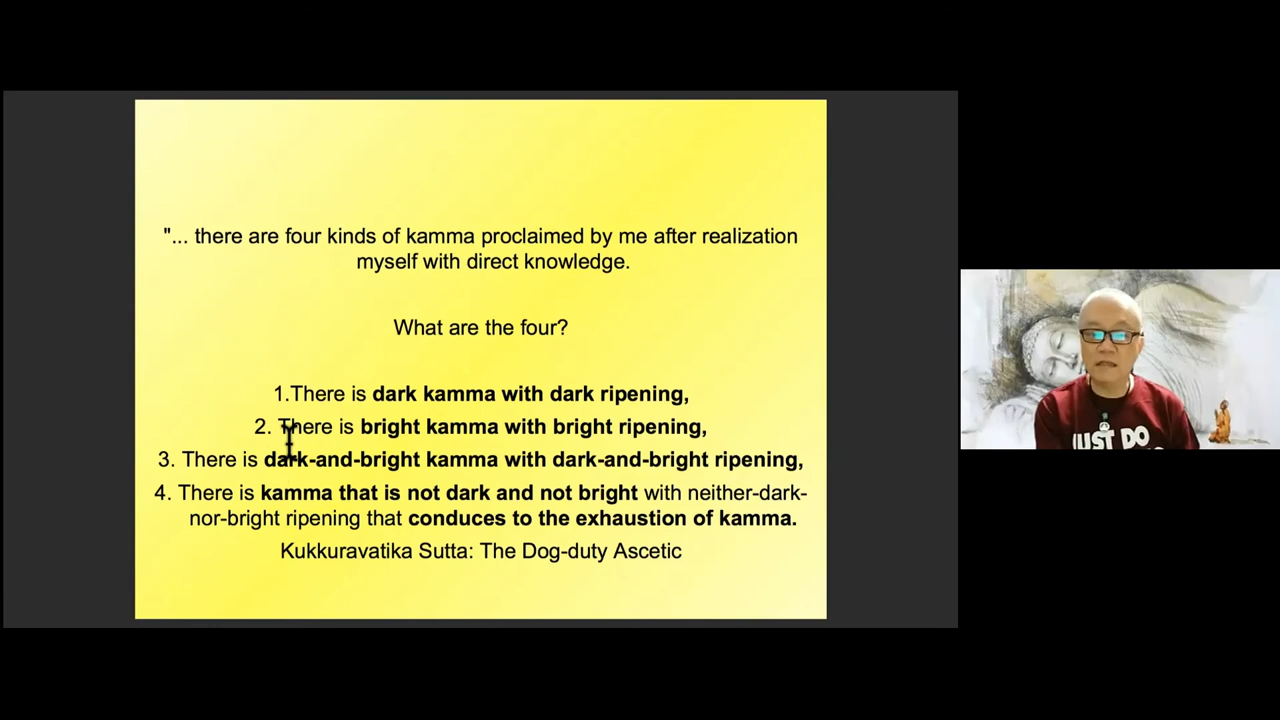 "... there are four kinds of kamma proclaimed by me after realization
myself with direct knowledge.
What are the four?
1.There is dark kamma with dark ripening,
2. There is bright kamma with bright ripening,
3. There is dark-and-bright kamma with dark-and-bright ripening,
4. There is kamma that is not dark and not bright with neither-dark-
nor-bright ripening that conduces to the exhaustion of kamma.
Kukkuravatika Sutta: The Dog-duty Ascetic
JUST DO